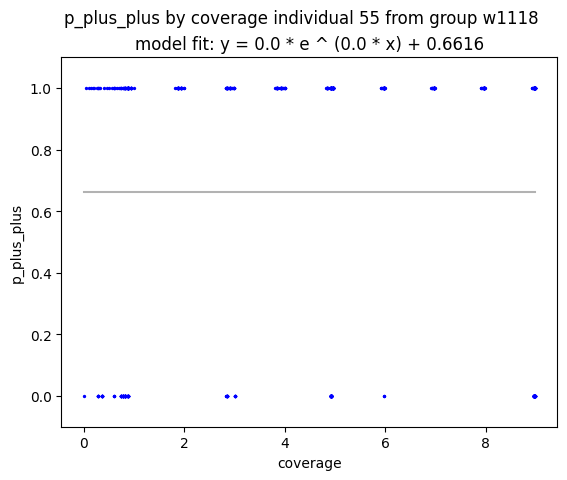 p_plus_plus by coverage individual 55 from group w1118
model fit: y = 0.0 * e ^ (0.0 * x) + 0.6616
1.0
0.8
0.6
0.4
0.2
0.0
p_plus_plus
0 2 4 6 8
coverage